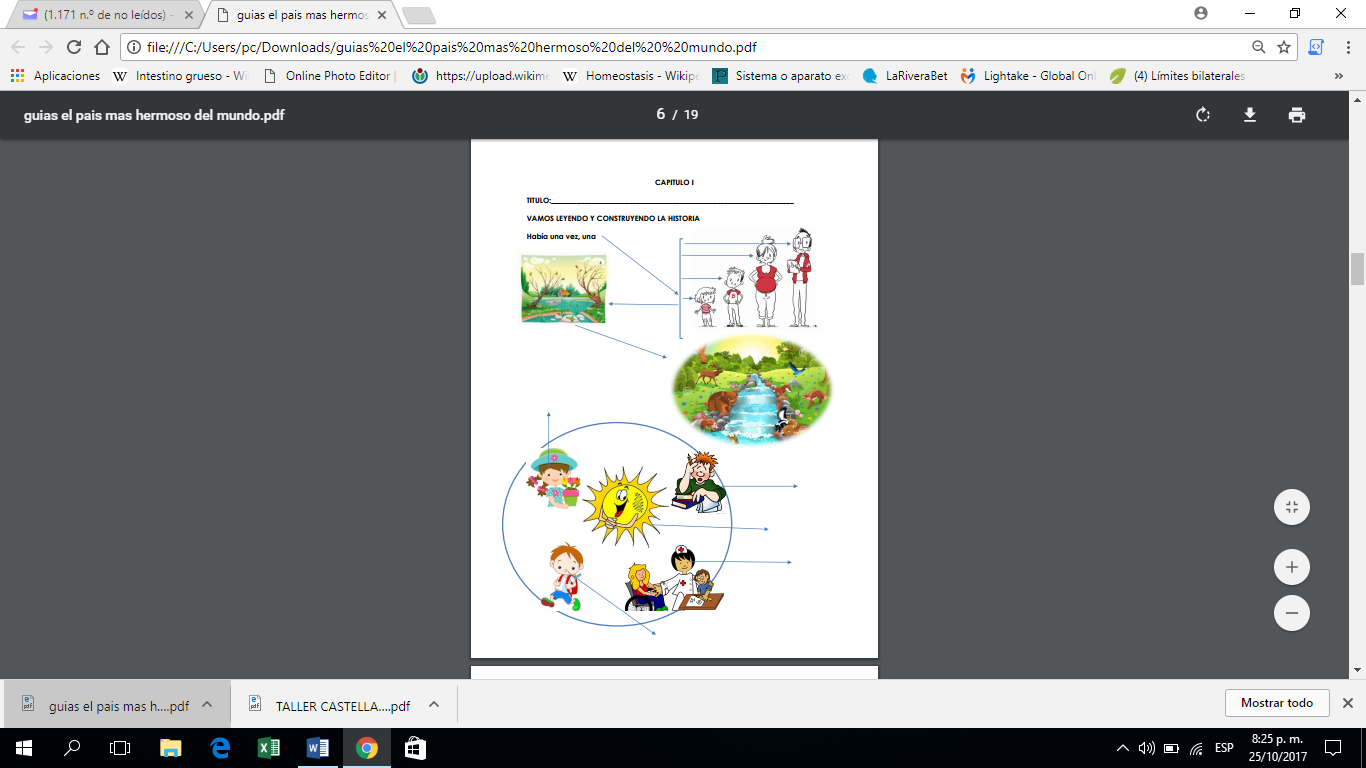 (1.171 n.º de no leídos) -
guias el pais mas hermos
file:///C:/Users/pc/Downloads/guias%20el%20pais%20mas%20hermoso%20del%20%20mundo.pdf
Aplicaciones
Intestino grueso - Wi
Online Photo Editor |
https://upload.wikime
Homeostasis - Wikipe
Sistema o aparato exc
LaRiveraBet
Lightake - Global Onl
(4) Límites bilaterales
»
guias el pais mas hermoso del mundo.pdf
6 / 19
CAPITULO I
TITULO:___________________________________________
VAMOS LEYENDO Y CONSTRUYENDO LA HISTORIA
Había una vez, una
guias el pais mas h....pdf
TALLER CASTELLA....pdf
Mostrar todo
ESP
8:25 p. m.
25/10/2017